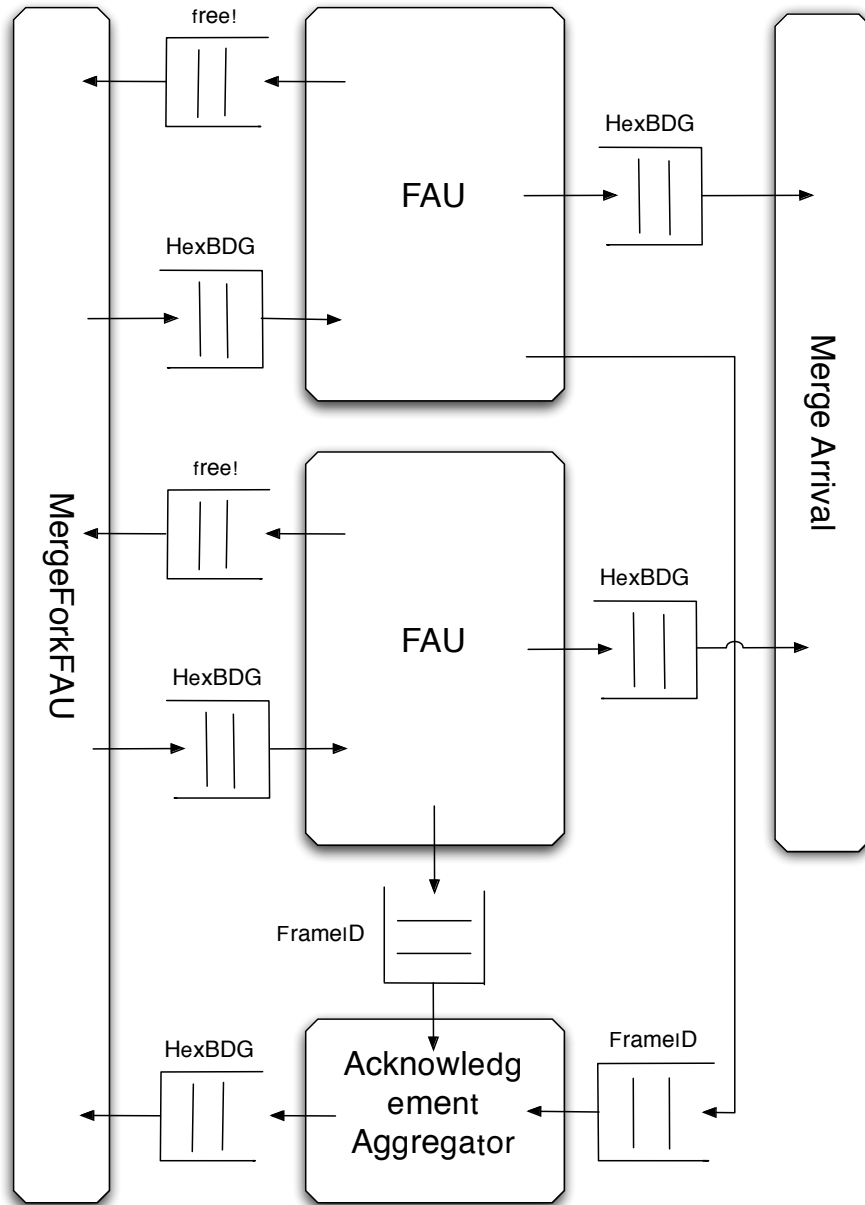 free!
HexBDG
FAU
HexBDG
Merge Arrival
free!
MergeForkFAU
HexBDG
FAU
HexBDG
FrameID
HexBDG
Acknowledg
ement
Aggregator
FrameID